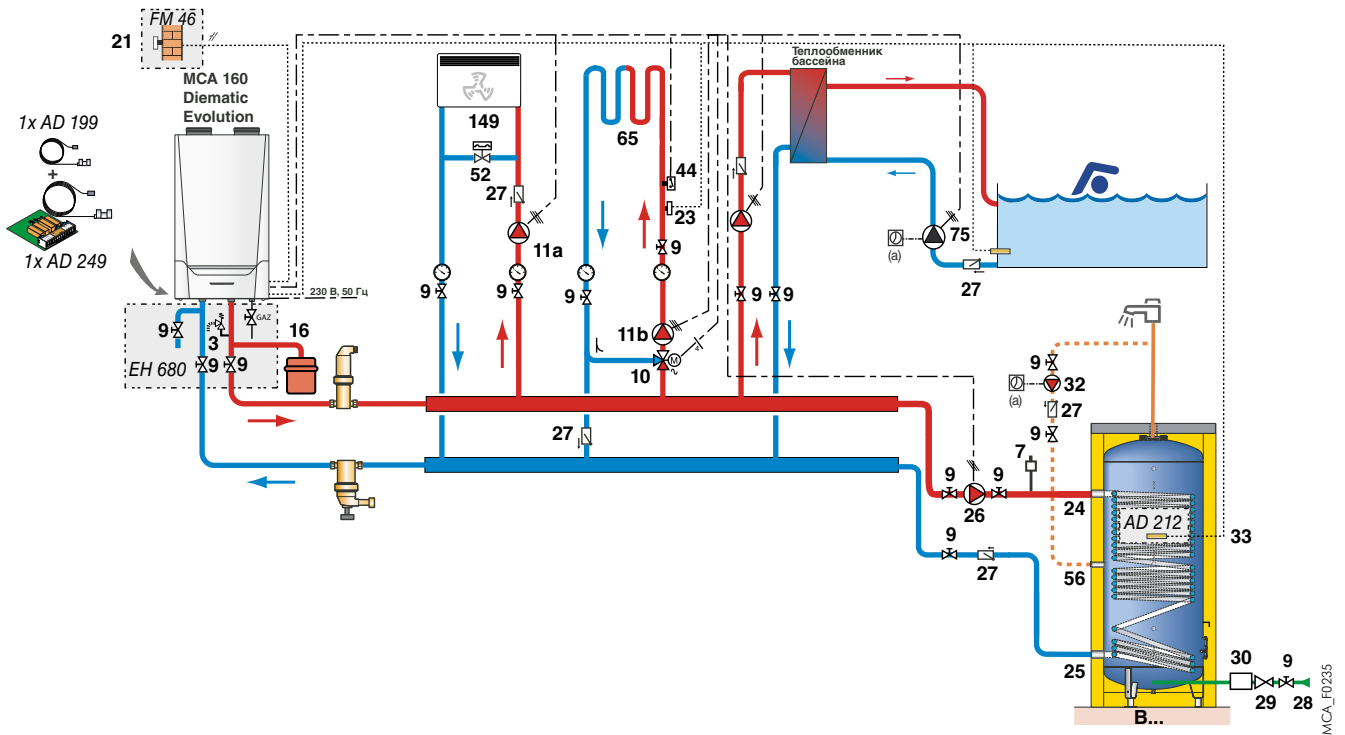 FM 46
21
MCA 160
Diematic
Evolution
1x AD 199
+
1x AD 249
230 В, 50 Гц
GAZ
9
3
16
9
9
EH 680
149
52
27
11a
9
9
65
44
23
9
9
11b
M
10
27
Теплообменник
бассейна
9
9
75
(a)
27
9
32
(a)
27
9
7
9
9
26
24
AD 212
33
9
27
56
25
30
9
29
28
B...
MCA_F0235